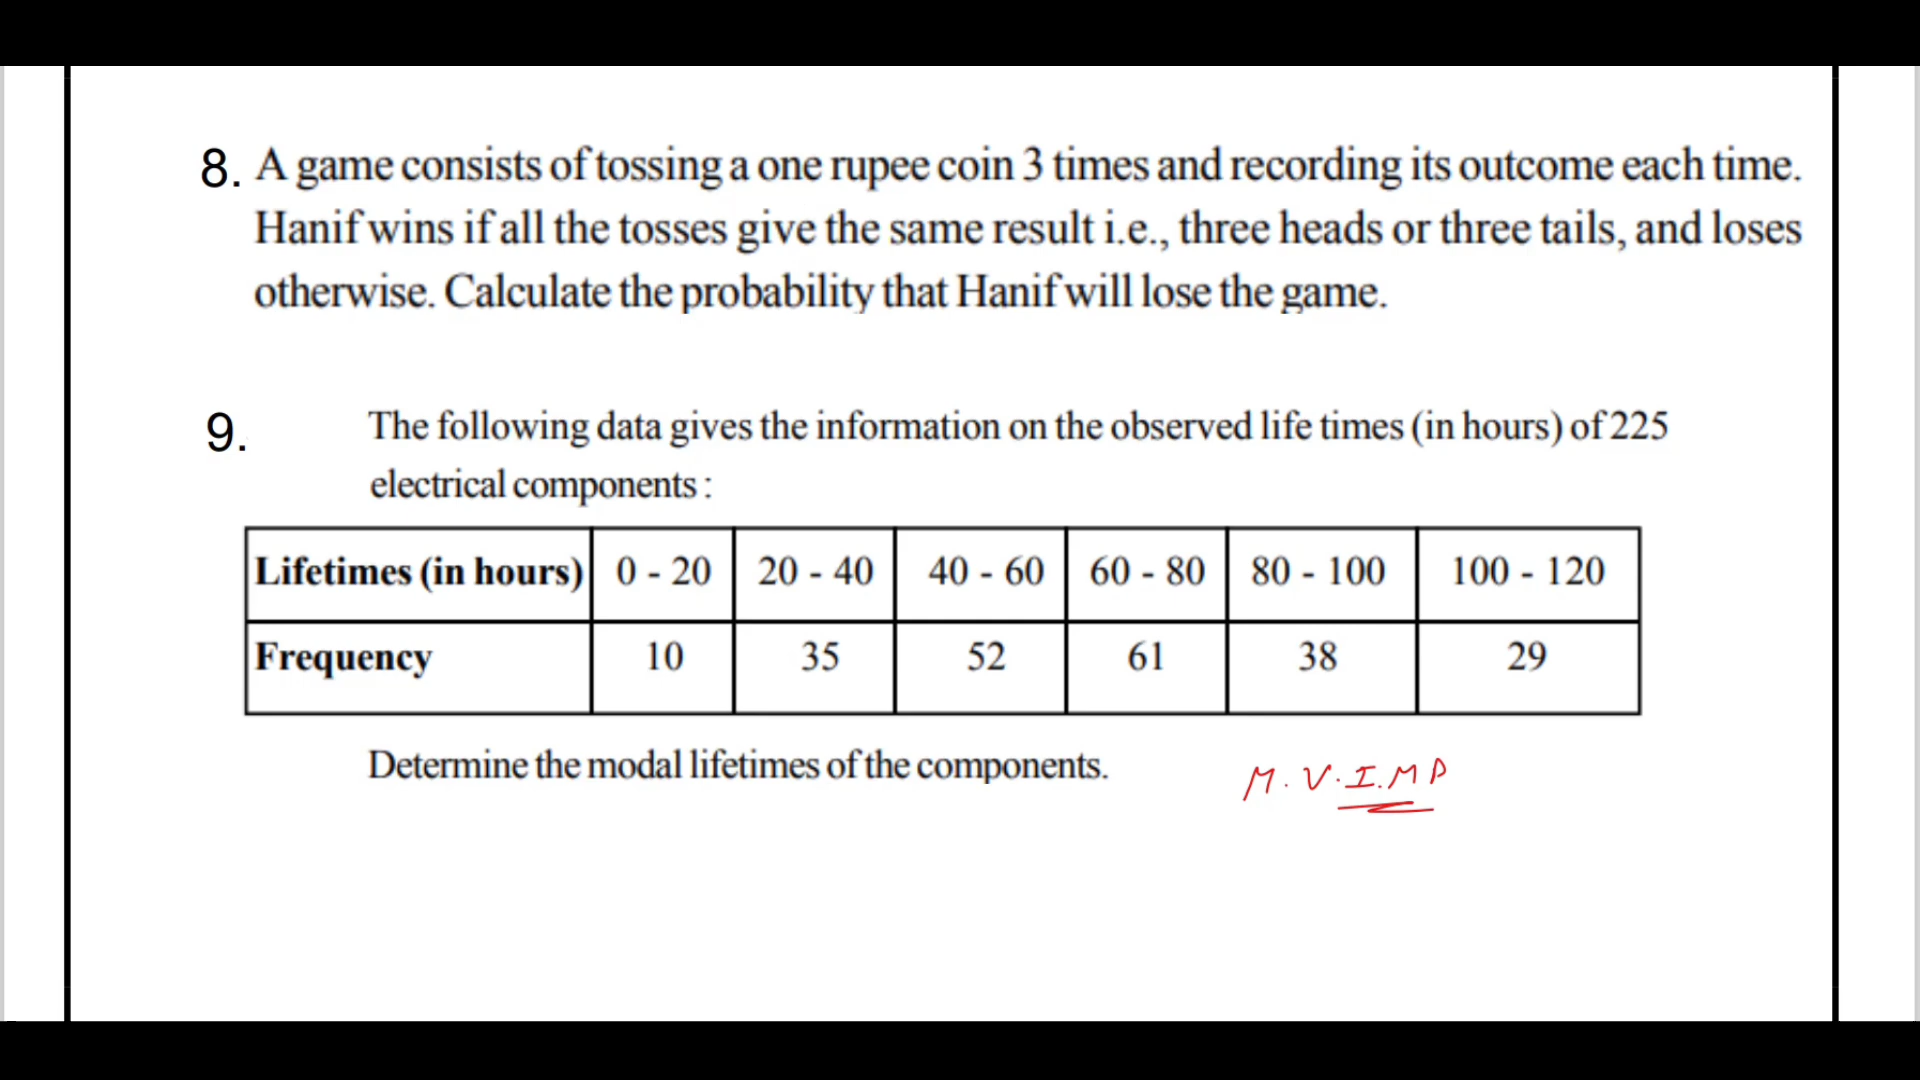 8. A game consists of tossing a one rupee coin 3 times and recording its outcome each time.
Hanif wins if all the tosses give the same result i.e., three heads or three tails, and loses
otherwise. Calculate the probability that Hanif will lose the game.
9. The following data gives the information on the observed life times (in hours) of 225
electrical components :
Lifetimes (in hours) 0 - 20 20 - 40 40 - 60 60 - 80 80 - 100 100 - 120
Frequency 10 35 52 61 38 29
Determine the modal lifetimes of the components.
M. V. I. M P